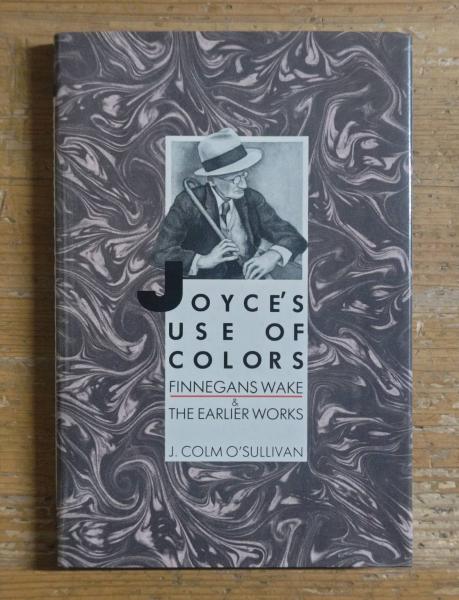 JOYCE'S
USE OF
COLORS
FINNEGANS WAKE
&
THE EARLIER WORKS
J. COLM O'SULLIVAN